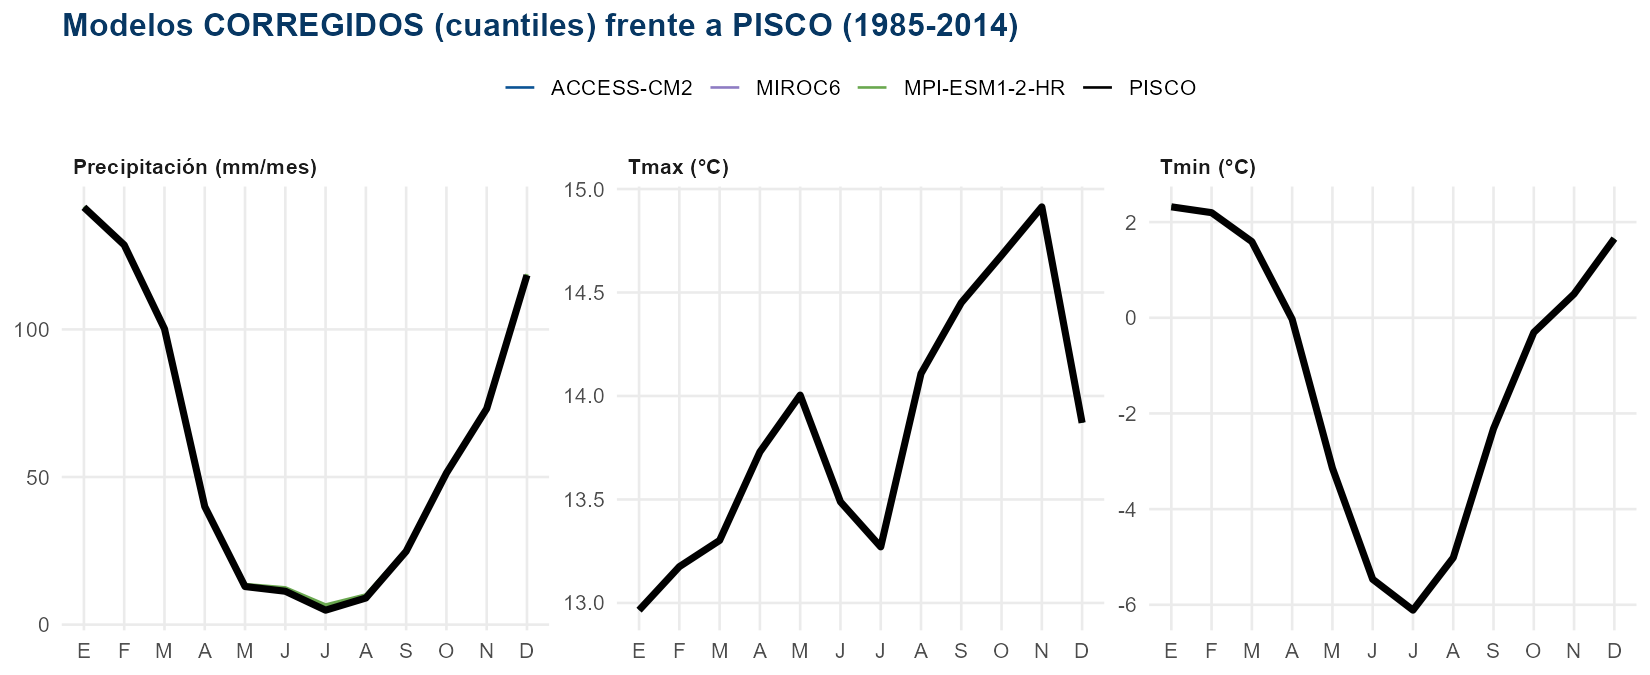 Modelos CORREGIDOS (cuantiles) frente a PISCO (1985-2014)
ACCESS-CM2 MIROC6 MPI-ESM1-2-HR PISCO
Precipitación (mm/mes)
100
50
0
E F M A M J J A S O N D
Tmax (°C)
15.0
14.5
14.0
13.5
13.0
E F M A M J J A S O N D
Tmin (°C)
2
0
-2
-4
-6
E F M A M J J A S O N D